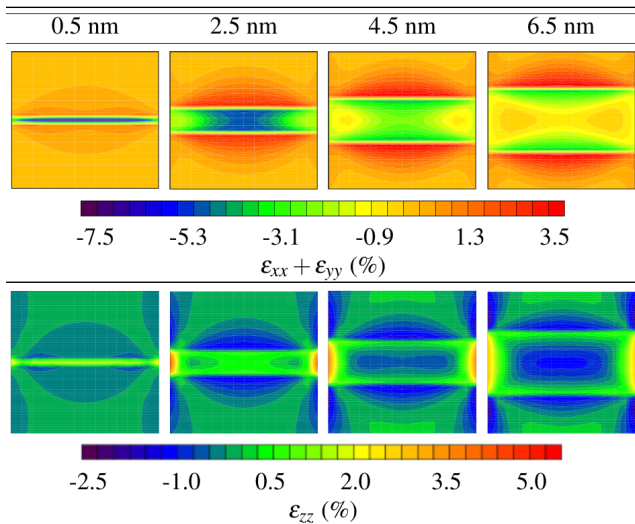 0.5 nm 2.5 nm 4.5 nm 6.5 nm
-7.5 -5.3 -3.1 -0.9 1.3 3.5
εxx + εyy (%)
-2.5 -1.0 0.5 2.0 3.5 5.0
εzz (%)